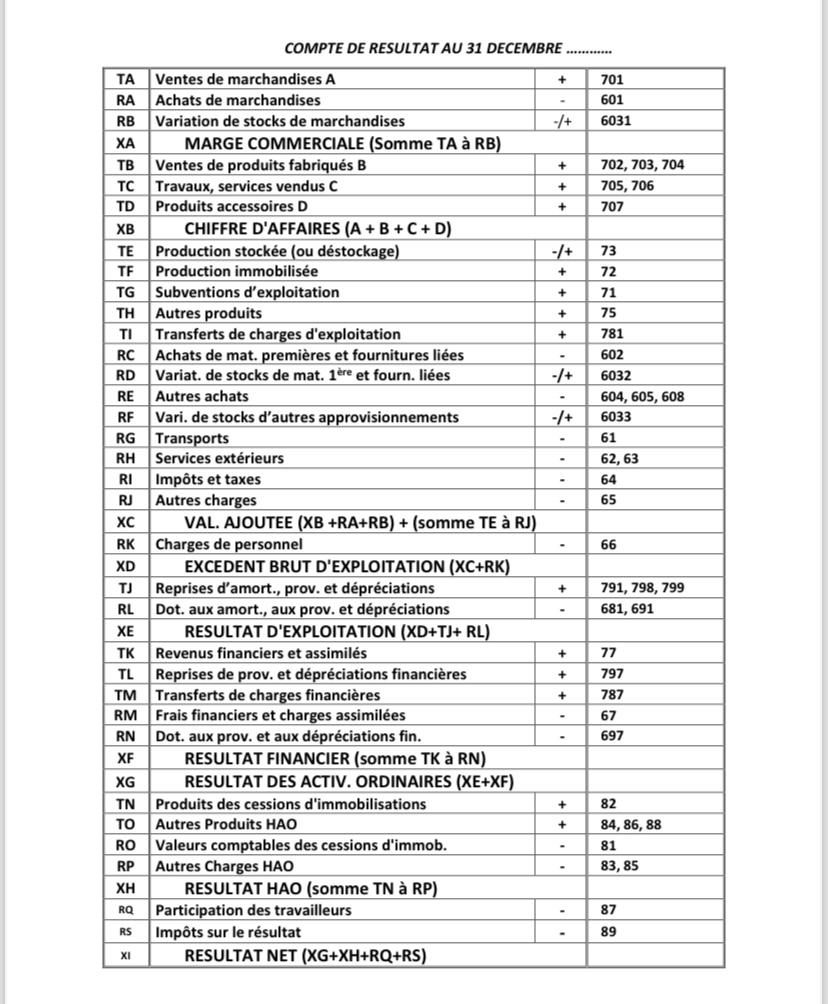 COMPTE DE RESULTAT AU 31 DECEMBRE …………
TA Ventes de marchandises A + 701
RA Achats de marchandises - 601
RB Variation de stocks de marchandises -/+ 6031
XA MARGE COMMERCIALE (Somme TA à RB)
TB Ventes de produits fabriqués B + 702, 703, 704
TC Travaux, services vendus C + 705, 706
TD Produits accessoires D + 707
XB CHIFFRE D'AFFAIRES (A + B + C + D)
TE Production stockée (ou déstockage) -/+ 73
TF Production immobilisée + 72
TG Subventions d’exploitation + 71
TH Autres produits + 75
TI Transferts de charges d'exploitation + 781
RC Achats de mat. premières et fournitures liées - 602
RD Variat. de stocks de mat. 1ère et fourn. liées -/+ 6032
RE Autres achats - 604, 605, 608
RF Vari. de stocks d’autres approvisionnements -/+ 6033
RG Transports - 61
RH Services extérieurs - 62, 63
RI Impôts et taxes - 64
RJ Autres charges - 65
XC VAL. AJOUTEE (XB +RA+RB) + (somme TE à RJ)
RK Charges de personnel - 66
XD EXCEDENT BRUT D'EXPLOITATION (XC+RK)
TJ Reprises d’amort., prov. et dépréciations + 791, 798, 799
RL Dot. aux amort., aux prov. et dépréciations - 681, 691
XE RESULTAT D'EXPLOITATION (XD+TJ+ RL)
TK Revenus financiers et assimilés + 77
TL Reprises de prov. et dépréciations financières + 797
TM Transferts de charges financières + 787
RM Frais financiers et charges assimilées - 67
RN Dot. aux prov. et aux dépréciations fin. - 697
XF RESULTAT FINANCIER (somme TK à RN)
XG RESULTAT DES ACTIV. ORDINAIRES (XE+XF)
TN Produits des cessions d'immobilisations + 82
TO Autres Produits HAO + 84, 86, 88
RO Valeurs comptables des cessions d'immob. - 81
RP Autres Charges HAO - 83, 85
XH RESULTAT HAO (somme TN à RP)
RQ Participation des travailleurs - 87
RS Impôts sur le résultat - 89
XI RESULTAT NET (XG+XH+RQ+RS)